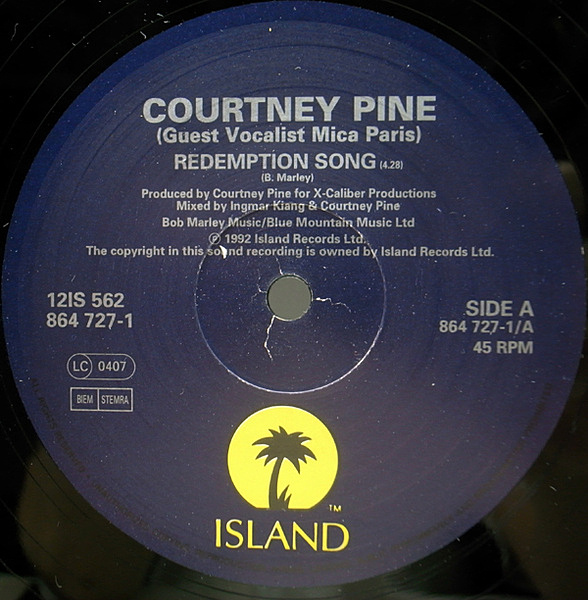 COURTNEY PINE
(Guest Vocalist Mica Paris)
REDEMPTION SONG (4.28)
(B. Marley)
Produced by Courtney Pine for X-Caliber Productions
Mixed by Ingmar Kiang & Courtney Pine
Bob Marley Music/Blue Mountain Music Ltd
Ⓟ 1992 Island Records Ltd.
The copyright in this sound recording is owned by Island Records Ltd.
12IS 562
864 727-1
SIDE A
864 727-1/A
45 RPM
LC 0407
BIEM STEMRA
TM
ISLAND